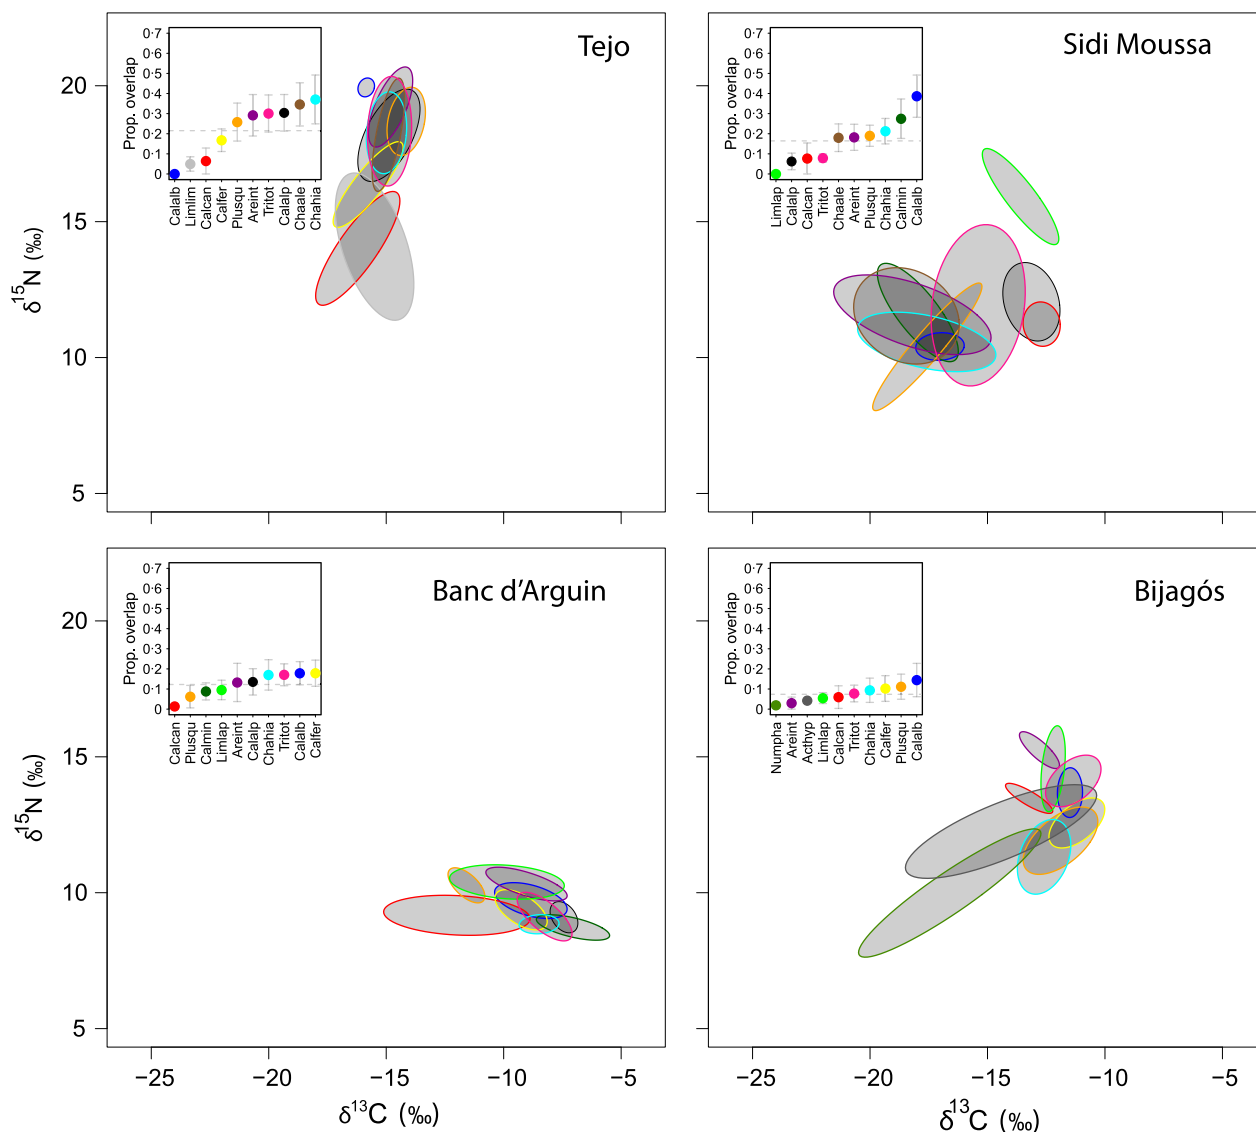 Tejo
Prop. overlap
0·7
0·6
0·5
0·4
0·3
0·2
0·1
0
Calalb
Limlim
Calcan
Calfer
Plusqu
Areint
Tritot
Calalp
Chaale
Chahia
δ15N (‰)
20
15
10
5
Sidi Moussa
Prop. overlap
0·7
0·6
0·5
0·4
0·3
0·2
0·1
0
Limlap
Calalp
Calcan
Tritot
Chaale
Areint
Plusqu
Chahia
Calmin
Calalb
Banc d’Arguin
Prop. overlap
0·7
0·6
0·5
0·4
0·3
0·2
0·1
0
Calcan
Plusqu
Calmin
Limlap
Areint
Calalp
Chahia
Tritot
Calalb
Calfer
δ15N (‰)
20
15
10
5
−25
−20
−15
−10
−5
δ13C (‰)
Bijagós
Prop. overlap
0·7
0·6
0·5
0·4
0·3
0·2
0·1
0
Numpha
Areint
Acthyp
Limlap
Calcan
Tritot
Chahia
Calfer
Plusqu
Calalb
−25
−20
−15
−10
−5
δ13C (‰)